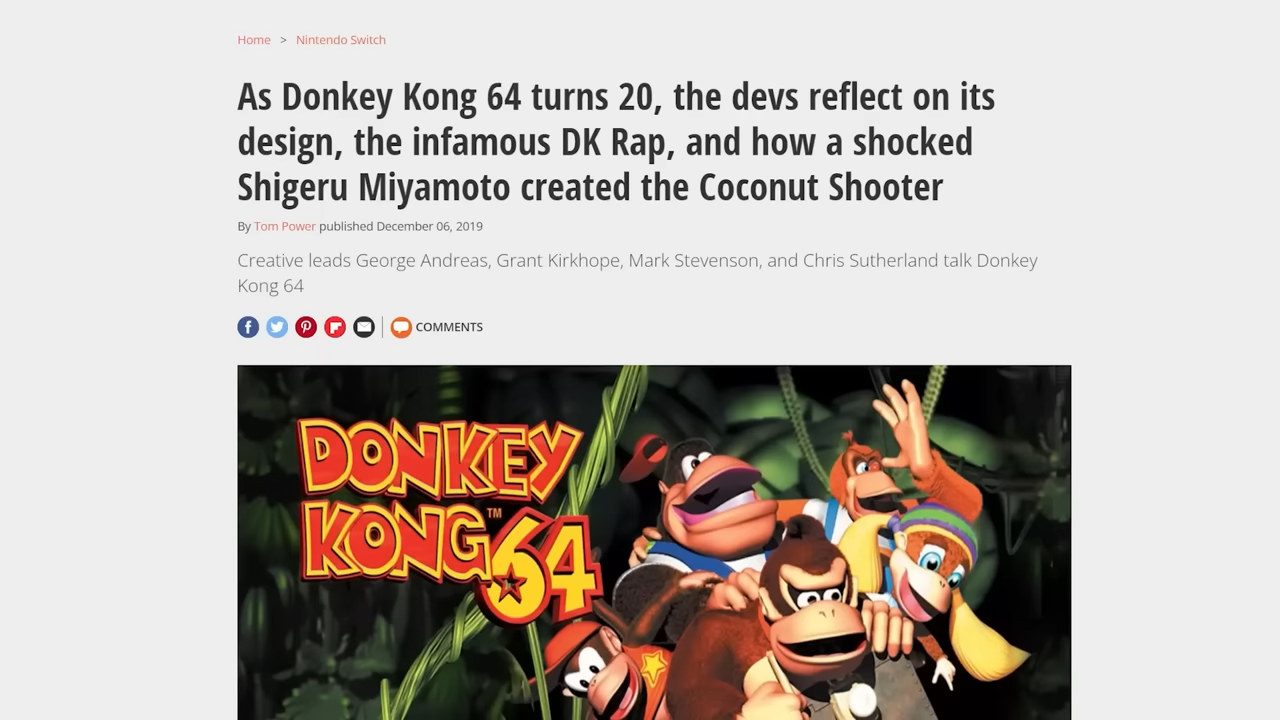 Home > Nintendo Switch
As Donkey Kong 64 turns 20, the devs reflect on its
design, the infamous DK Rap, and how a shocked
Shigeru Miyamoto created the Coconut Shooter
By Tom Power published December 06, 2019
Creative leads George Andreas, Grant Kirkhope, Mark Stevenson, and Chris Sutherland talk Donkey
Kong 64
COMMENTS
DONKEY
KONG™
64